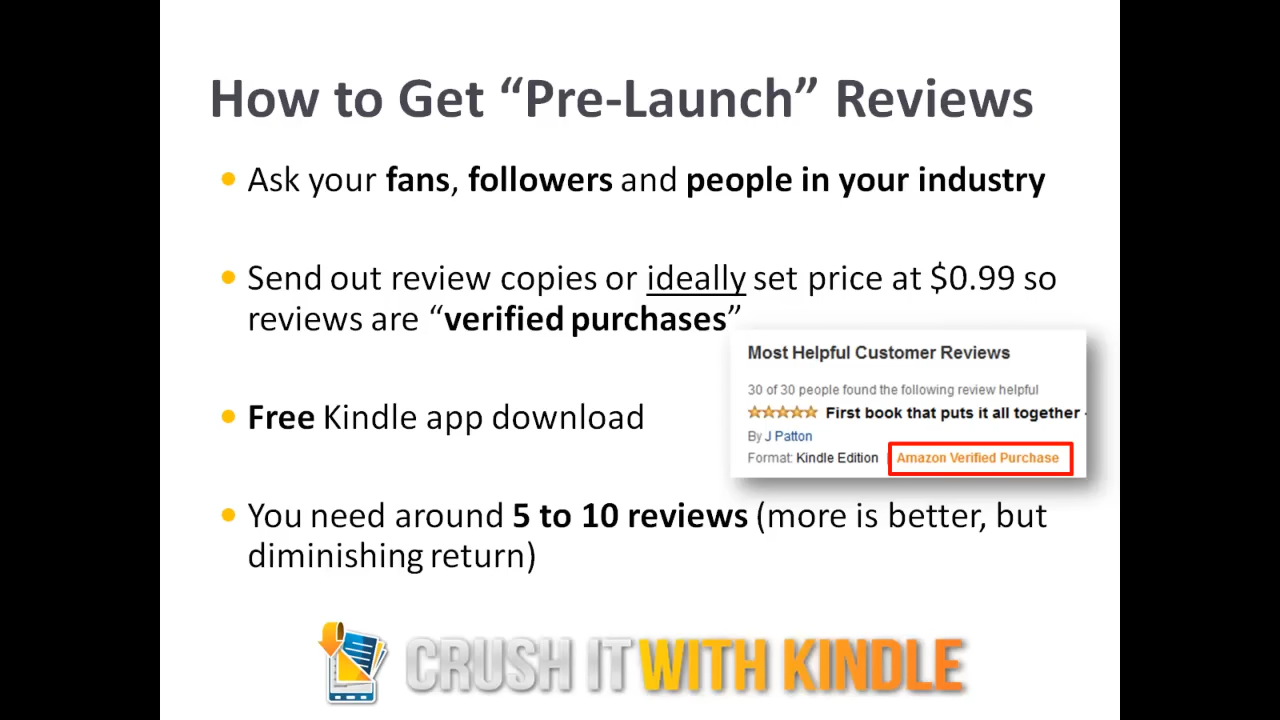 How to Get “Pre-Launch” Reviews
• Ask your fans, followers and people in your industry
• Send out review copies or ideally set price at $0.99 so
reviews are “verified purchases”
Most Helpful Customer Reviews
30 of 30 people found the following review helpful
First book that puts it all together -
By J Patton
Format: Kindle Edition Amazon Verified Purchase
• Free Kindle app download
• You need around 5 to 10 reviews (more is better, but
diminishing return)
CRUSH IT WITH KINDLE